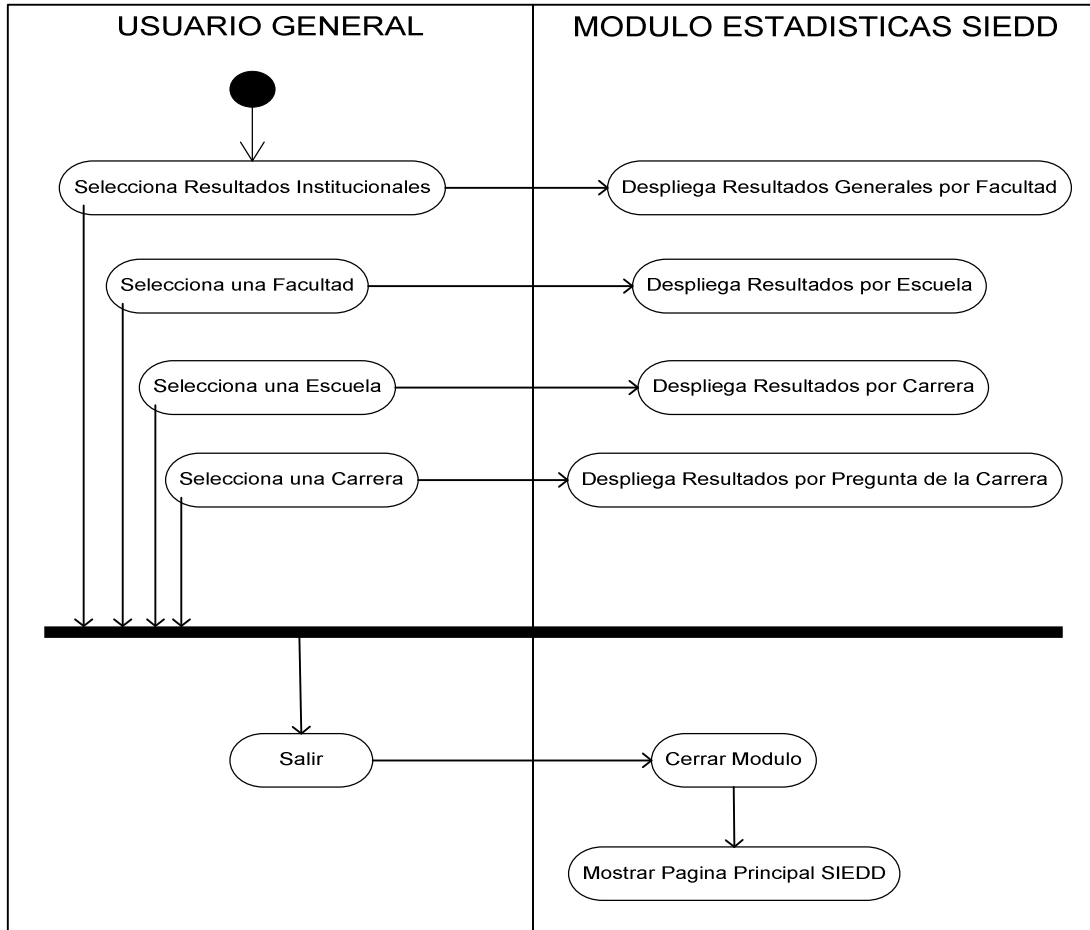 USUARIO GENERAL
MODULO ESTADISTICAS SIEDD
Selecciona Resultados Institucionales
Despliega Resultados Generales por Facultad
Selecciona una Facultad
Despliega Resultados por Escuela
Selecciona una Escuela
Despliega Resultados por Carrera
Selecciona una Carrera
Despliega Resultados por Pregunta de la Carrera
Salir
Cerrar Modulo
Mostrar Pagina Principal SIEDD